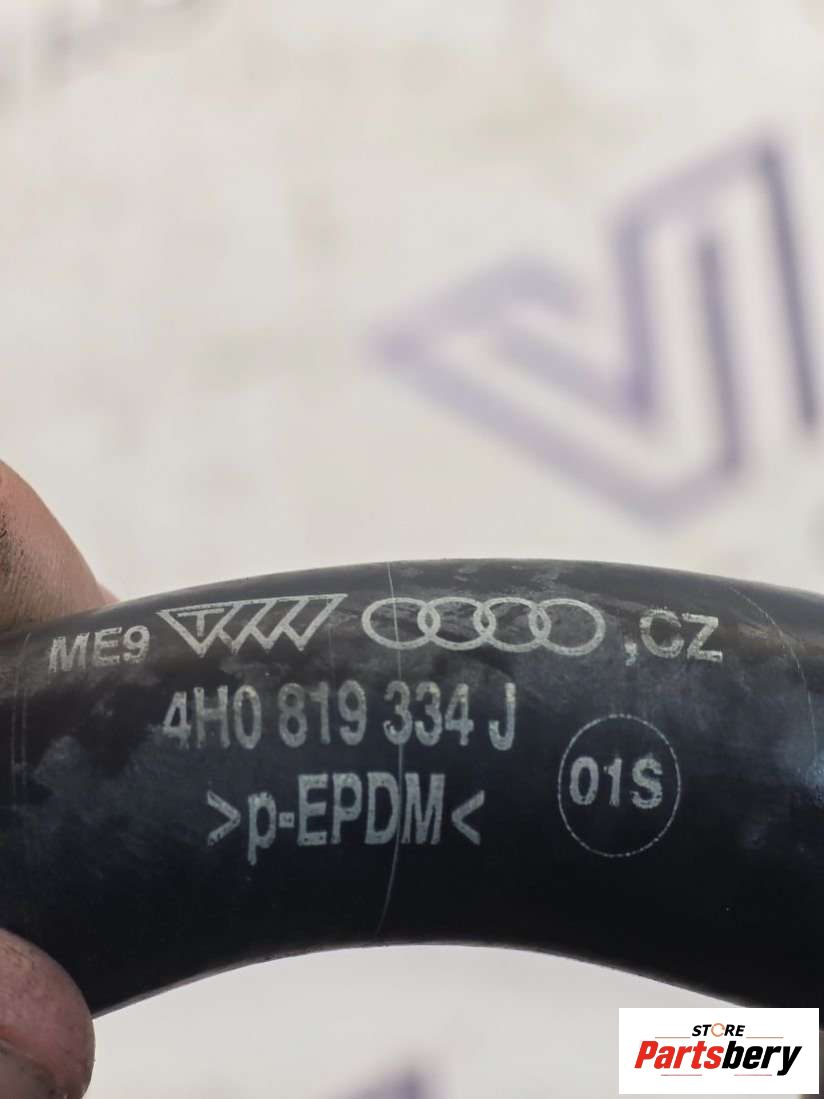 ME9 ,CZ
4H0 819 334 J
>p-EPDM<
01S
STORE
Partsbery